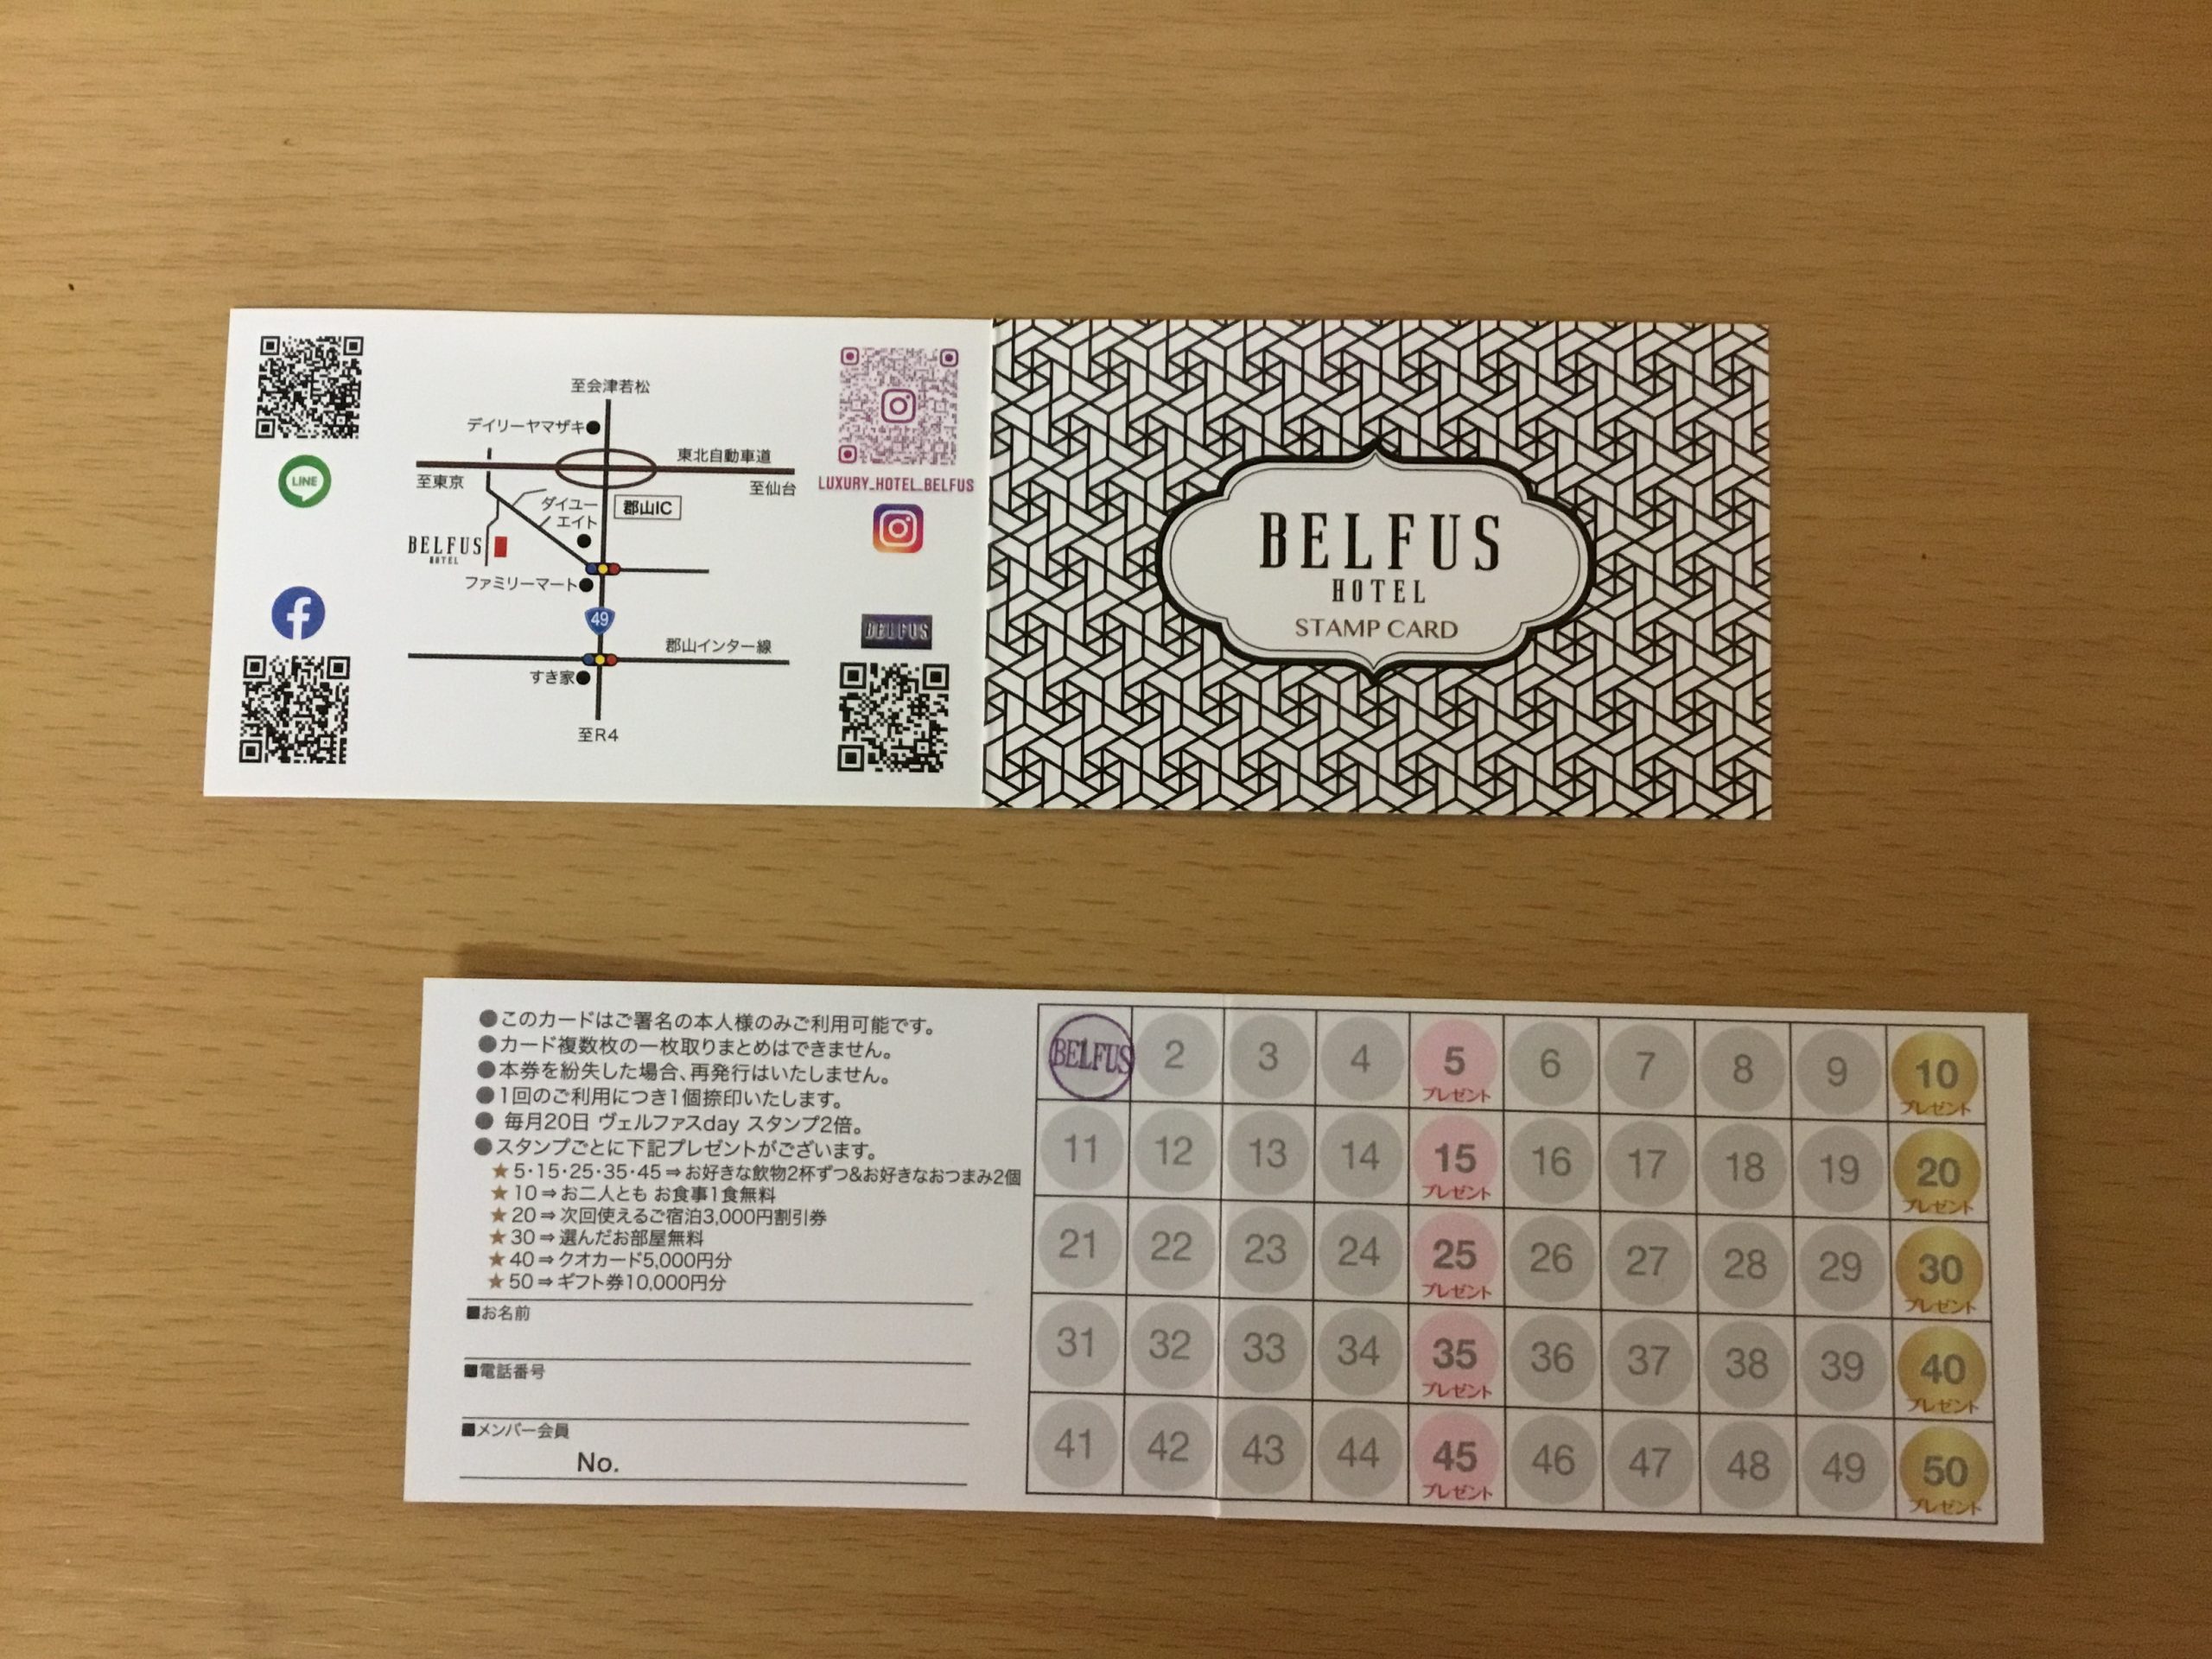 至会津若松
デイリーヤマザキ
東北自動車道
至東京
至仙台
LUXURY_HOTEL_BELFUS
LINE
ダイユー
エイト
郡山IC
BELFUS
HOTEL
ファミリーマート
49
BELFUS
郡山インター線
すき家
至R4
BELFUS
HOTEL
STAMP CARD
●このカードはご署名の本人様のみご利用可能です。
●カード複数枚の一枚取りまとめはできません。
●本券を紛失した場合、再発行はいたしません。
●1回のご利用につき1個捺印いたします。
● 毎月20日 ヴェルファスday スタンプ2倍。
●スタンプごとに下記プレゼントがございます。
★5・15・25・35・45⇒お好きな飲物2杯ずつ&お好きなおつまみ2個
★10⇒お二人とも お食事1食無料
★20⇒次回使えるご宿泊3,000円割引券
★30⇒選んだお部屋無料
★40⇒クオカード5,000円分
★50⇒ギフト券10,000円分
■お名前
■電話番号
■メンバー会員
No.
BELFUS 2 3 4 5 プレゼント 6 7 8 9 10 プレゼント
11 12 13 14 15 プレゼント 16 17 18 19 20 プレゼント
21 22 23 24 25 プレゼント 26 27 28 29 30 プレゼント
31 32 33 34 35 プレゼント 36 37 38 39 40 プレゼント
41 42 43 44 45 プレゼント 46 47 48 49 50 プレゼント